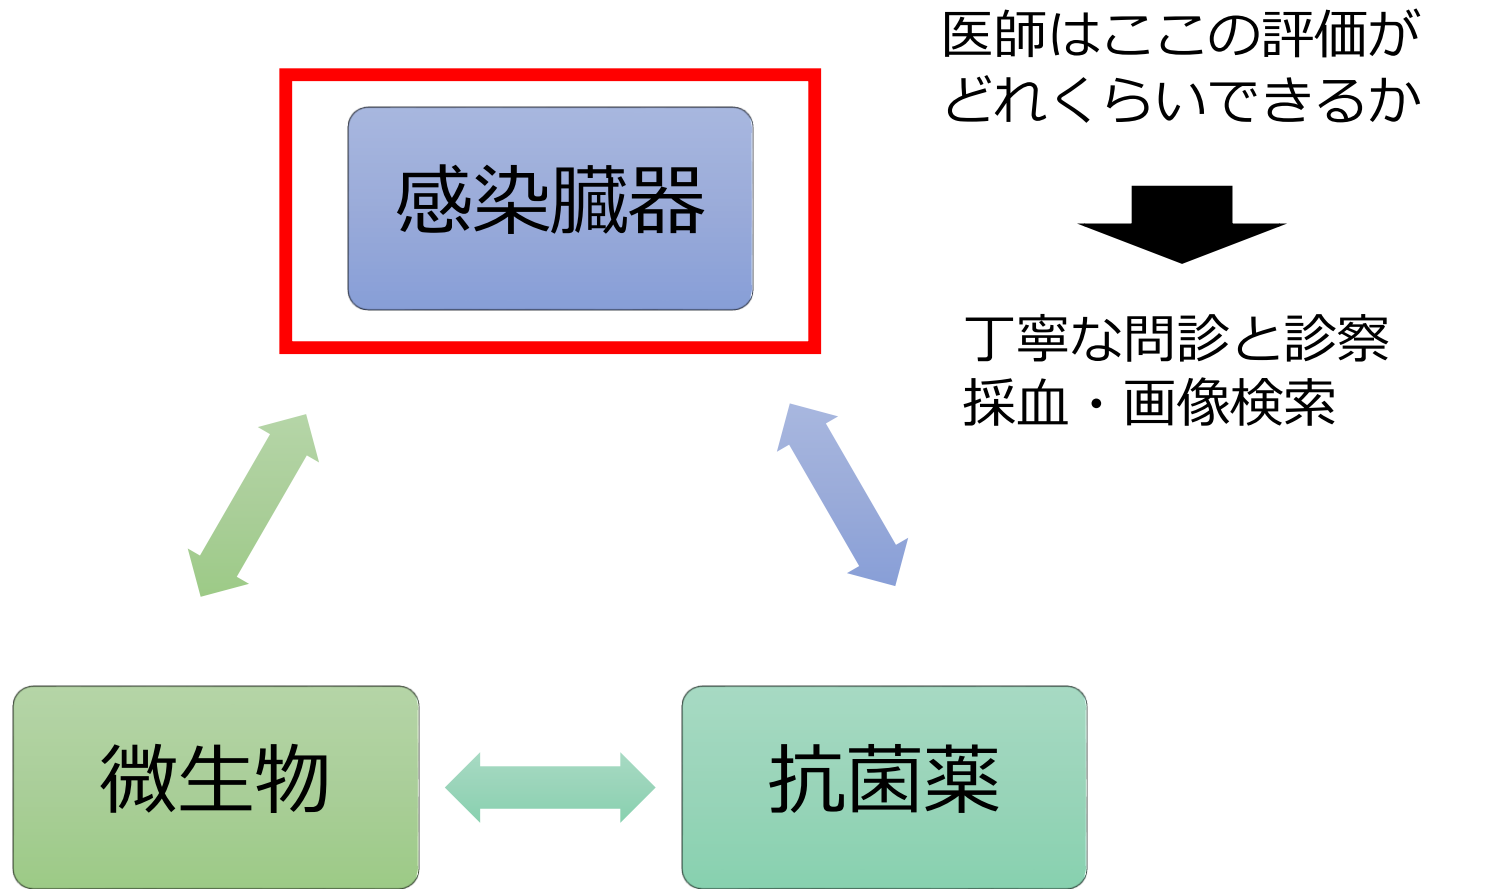 医師はここの評価が
どれくらいできるか
感染臓器
丁寧な問診と診察
採血・画像検索
微生物
抗菌薬